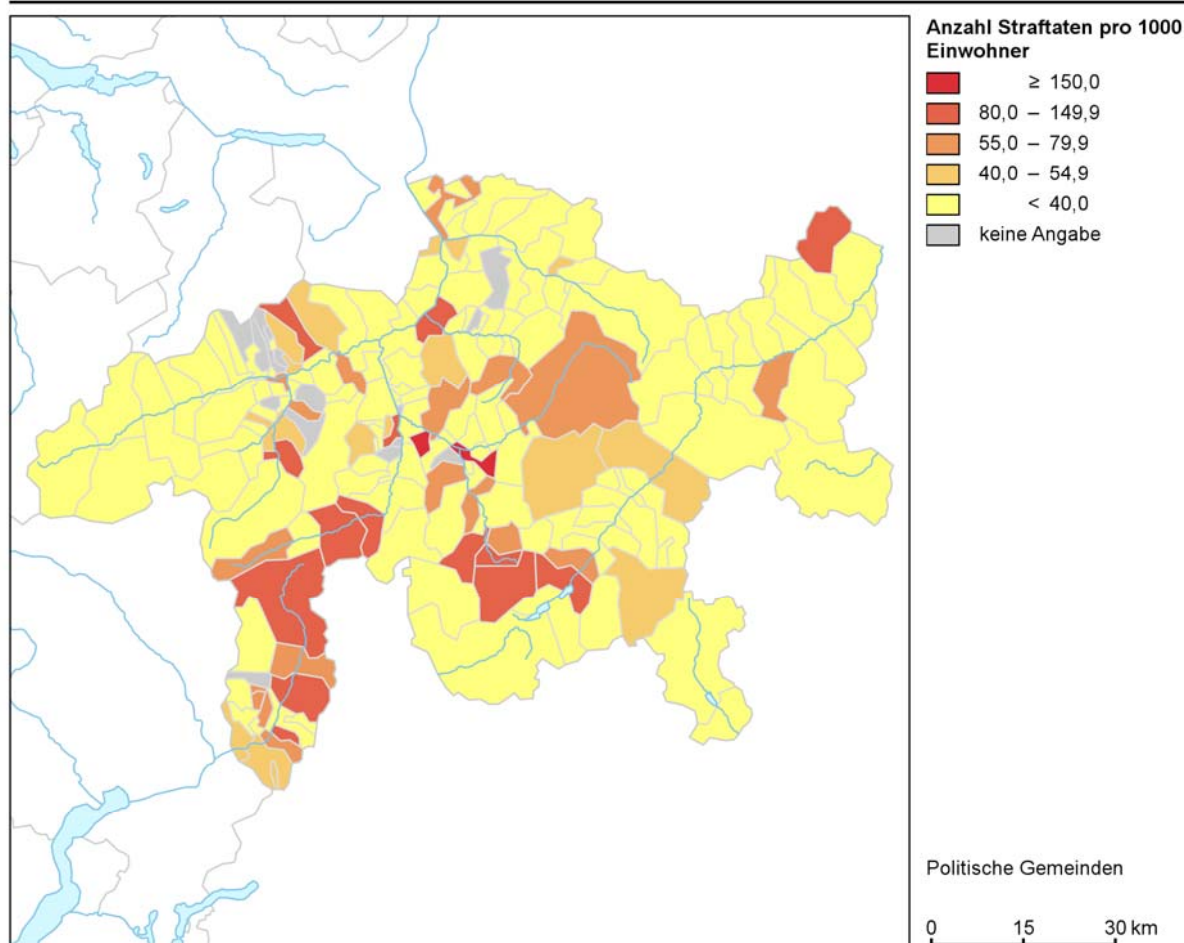 Anzahl Straftaten pro 1000
Einwohner
≥ 150,0
80,0 – 149,9
55,0 – 79,9
40,0 – 54,9
< 40,0
keine Angabe
Politische Gemeinden
0 15 30 km